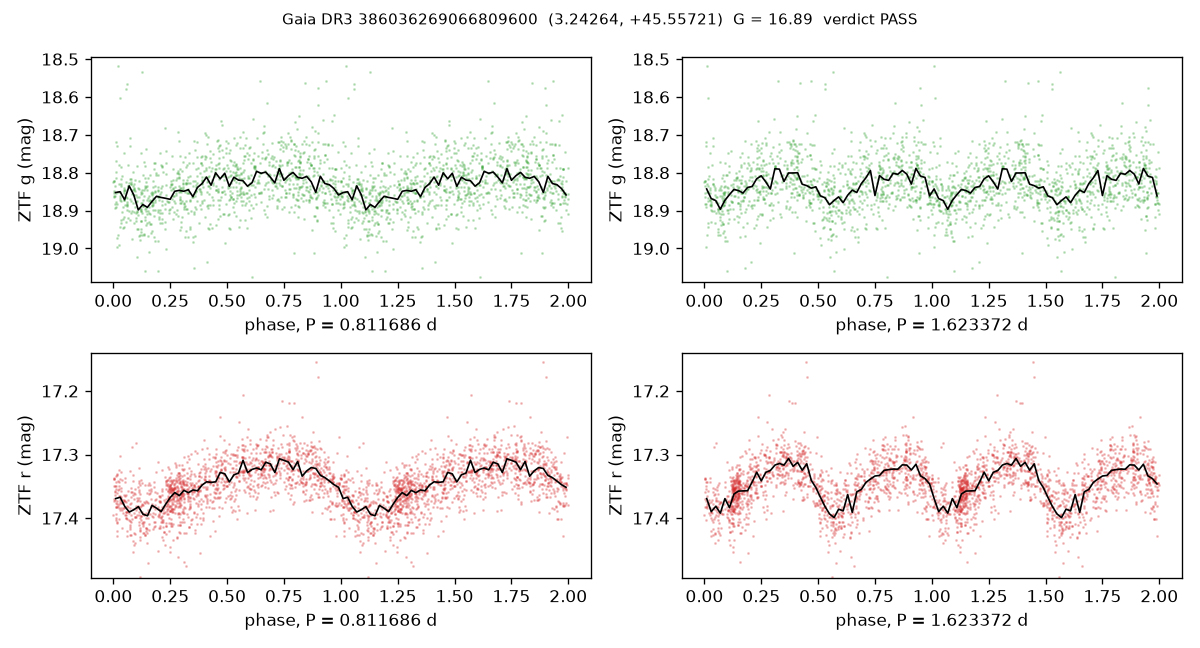 Gaia DR3 386036269066809600 (3.24264, +45.55721) G = 16.89 verdict PASS
ZTF g (mag)
18.5
18.6
18.7
18.8
18.9
19.0
0.00 0.25 0.50 0.75 1.00 1.25 1.50 1.75 2.00
phase, P = 0.811686 d
ZTF g (mag)
18.5
18.6
18.7
18.8
18.9
19.0
0.00 0.25 0.50 0.75 1.00 1.25 1.50 1.75 2.00
phase, P = 1.623372 d
ZTF r (mag)
17.2
17.3
17.4
0.00 0.25 0.50 0.75 1.00 1.25 1.50 1.75 2.00
phase, P = 0.811686 d
ZTF r (mag)
17.2
17.3
17.4
0.00 0.25 0.50 0.75 1.00 1.25 1.50 1.75 2.00
phase, P = 1.623372 d